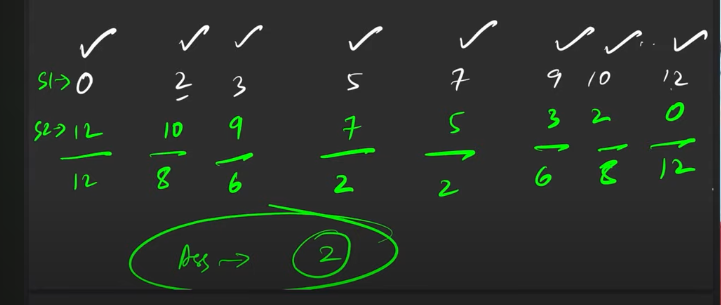 S1→ 0 2 3 5 7 9 10 .. 12
S2→ 12 10 9 7 5 3 2 0
12 8 6 2 2 6 8 12
Ans → 2